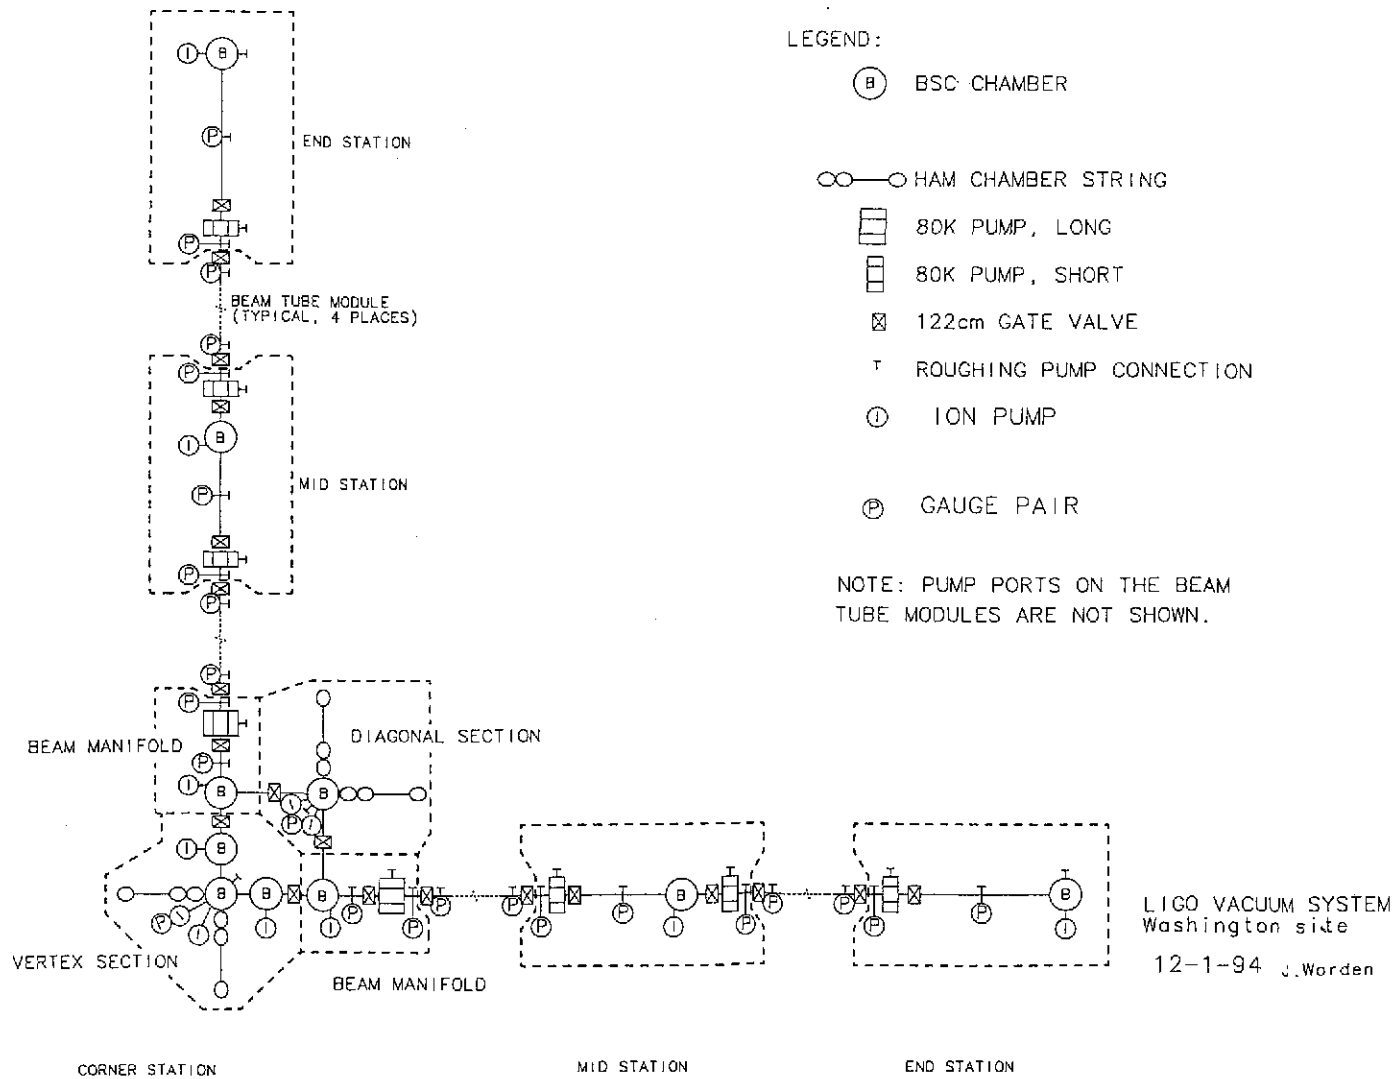 LEGEND:
B BSC CHAMBER
HAM CHAMBER STRING
80K PUMP, LONG
80K PUMP, SHORT
122cm GATE VALVE
ROUGHING PUMP CONNECTION
I ION PUMP
P GAUGE PAIR
NOTE: PUMP PORTS ON THE BEAM
TUBE MODULES ARE NOT SHOWN.
I B
P
END STATION
P
P
BEAM TUBE MODULE
(TYPICAL, 4 PLACES)
P
P
I B
MID STATION
P
P
P
P
P
BEAM MANIFOLD
DIAGONAL SECTION
P
I B
B
I
P I
I B
B B B
P I I I I
P P
P P B P P
I
P P B
P I
VERTEX SECTION
BEAM MANIFOLD
LIGO VACUUM SYSTEM
Washington site
12-1-94 J.Worden
CORNER STATION
MID STATION
END STATION